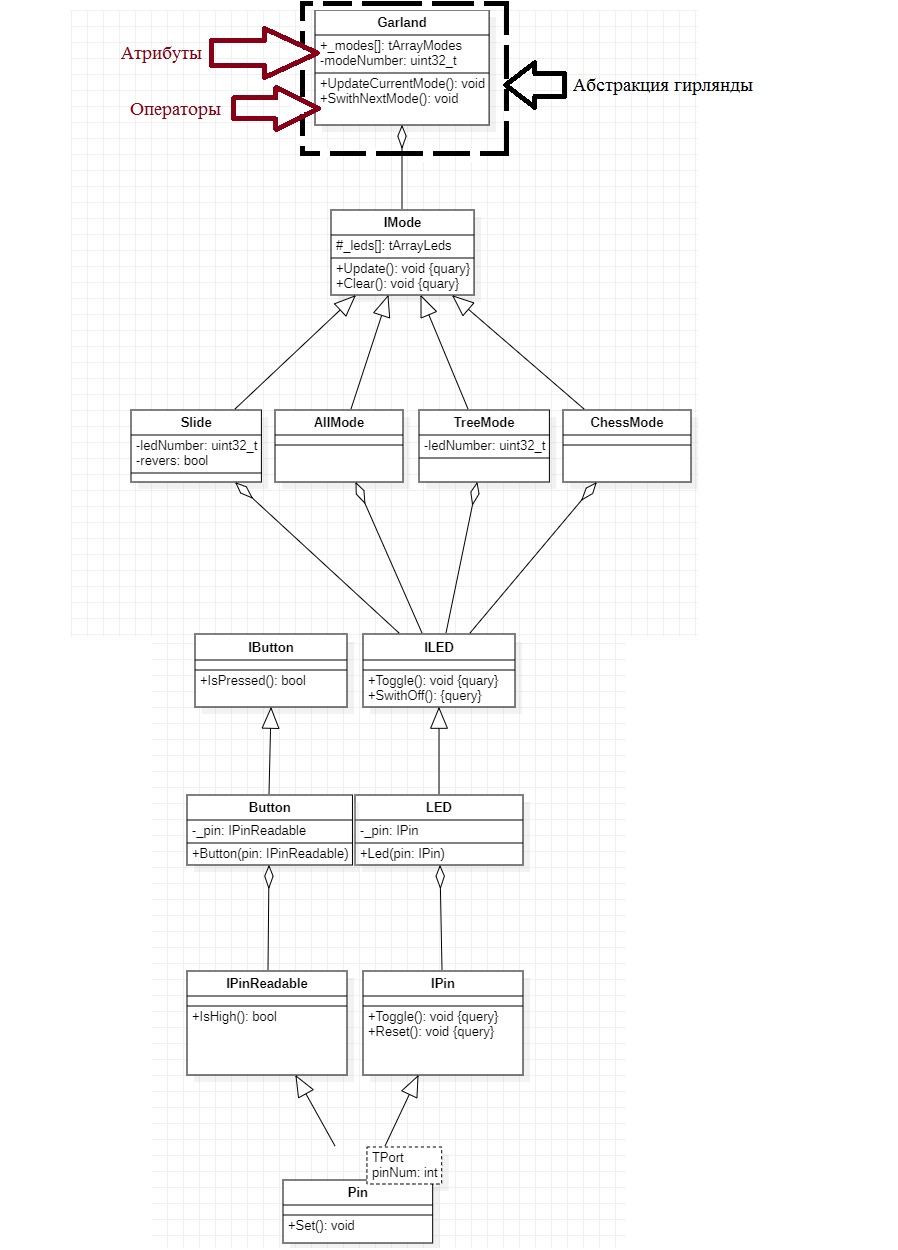 Garland
Атрибуты
+_modes[]: tArrayModes
-modeNumber: uint32_t
Операторы
+UpdateCurrentMode(): void
+SwithNextMode(): void
Абстракция гирлянды
IMode
#_leds[]: tArrayLeds
+Update(): void {quary}
+Clear(): void {quary}
Slide
-ledNumber: uint32_t
-revers: bool
AllMode
TreeMode
-ledNumber: uint32_t
ChessMode
IButton
+IsPressed(): bool
ILED
+Toggle(): void {quary}
+SwithOff(): {query}
Button
-_pin: IPinReadable
+Button(pin: IPinReadable)
LED
-_pin: IPin
+Led(pin: IPin)
IPinReadable
+IsHigh(): bool
IPin
+Toggle(): void {query}
+Reset(): void {query}
TPort
pinNum: int
Pin
+Set(): void